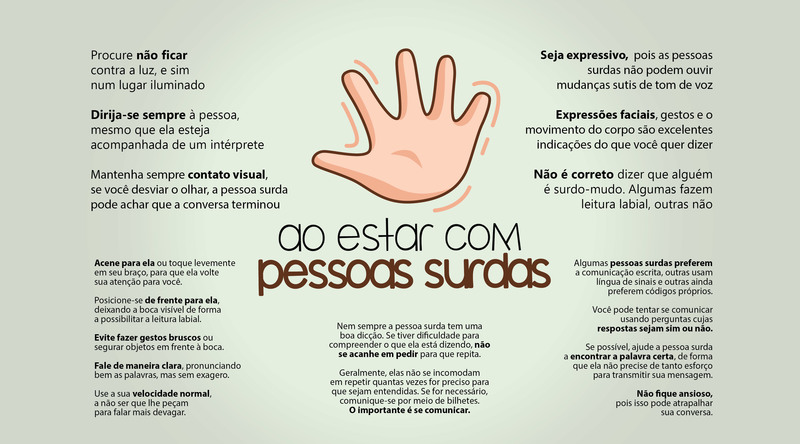 Procure não ficar
contra a luz, e sim
num lugar iluminado
Dirija-se sempre à pessoa,
mesmo que ela esteja
acompanhada de um intérprete
Mantenha sempre contato visual,
se você desviar o olhar, a pessoa surda
pode achar que a conversa terminou
Seja expressivo, pois as pessoas
surdas não podem ouvir
mudanças sutis de tom de voz
Expressões faciais, gestos e o
movimento do corpo são excelentes
indicações do que você quer dizer
Não é correto dizer que alguém
é surdo-mudo. Algumas fazem
leitura labial, outras não
ao estar com
pessoas surdas
Acene para ela ou toque levemente
em seu braço, para que ela volte
sua atenção para você.
Posicione-se de frente para ela,
deixando a boca visível de forma
a possibilitar a leitura labial.
Evite fazer gestos bruscos ou
segurar objetos em frente à boca.
Fale de maneira clara, pronunciando
bem as palavras, mas sem exagero.
Use a sua velocidade normal,
a não ser que lhe peçam
para falar mais devagar.
Nem sempre a pessoa surda tem uma
boa dicção. Se tiver dificuldade para
compreender o que ela está dizendo, não
se acanhe em pedir para que repita.
Geralmente, elas não se incomodam
em repetir quantas vezes for preciso para
que sejam entendidas. Se for necessário,
comunique-se por meio de bilhetes.
O importante é se comunicar.
Algumas pessoas surdas preferem
a comunicação escrita, outras usam
língua de sinais e outras ainda
preferem códigos próprios.
Você pode tentar se comunicar
usando perguntas cujas
respostas sejam sim ou não.
Se possível, ajude a pessoa surda
a encontrar a palavra certa, de forma
que ela não precise de tanto esforço
para transmitir sua mensagem.
Não fique ansioso,
pois isso pode atrapalhar
sua conversa.